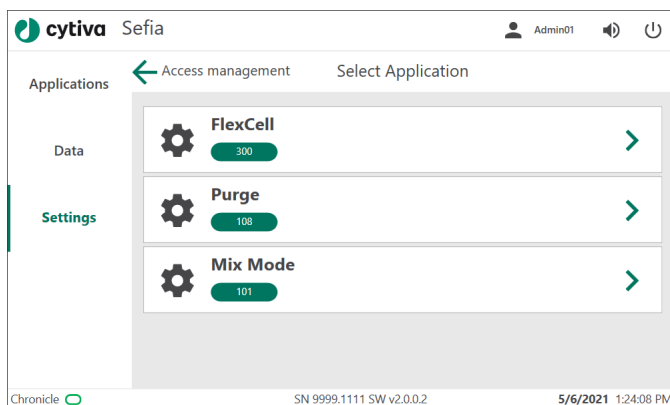 cytiva Sefia Admin01
Applications
Access management Select Application
FlexCell
300
Data
Purge
108
Settings
Mix Mode
101
Chronicle SN 9999.1111 SW v2.0.0.2 5/6/2021 1:24:08 PM